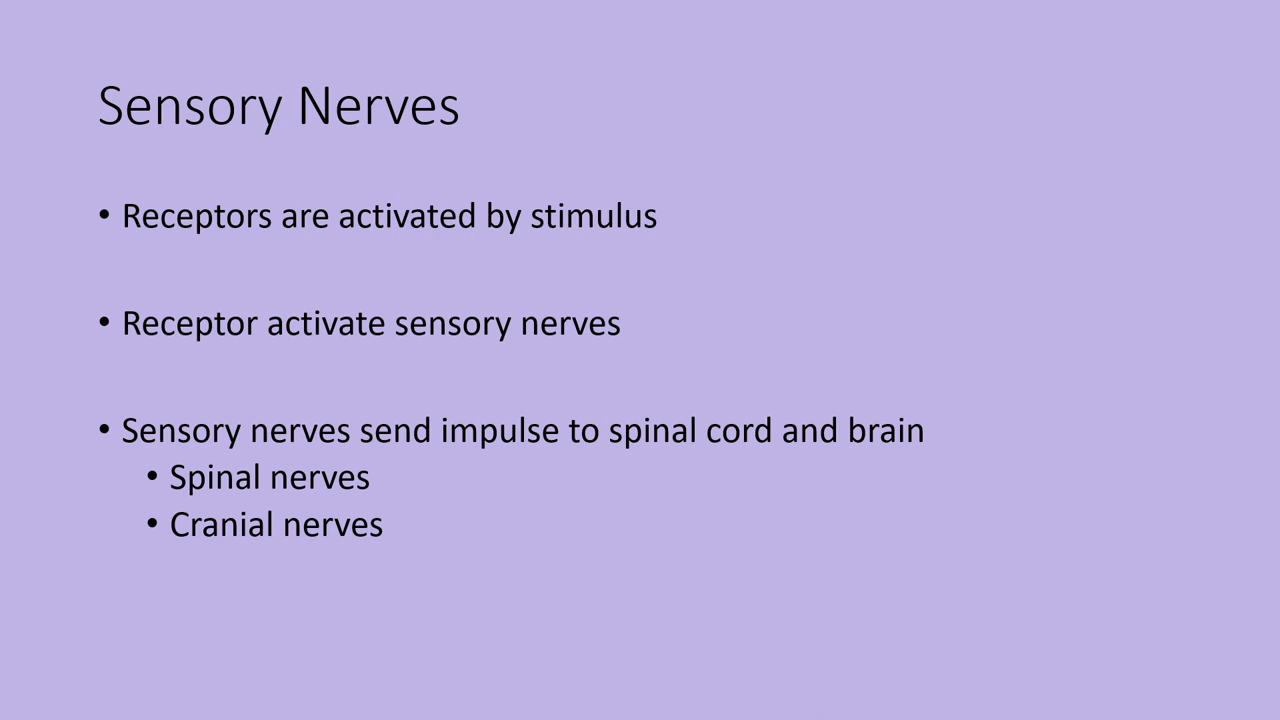 Sensory Nerves
• Receptors are activated by stimulus
• Receptor activate sensory nerves
• Sensory nerves send impulse to spinal cord and brain
• Spinal nerves
• Cranial nerves